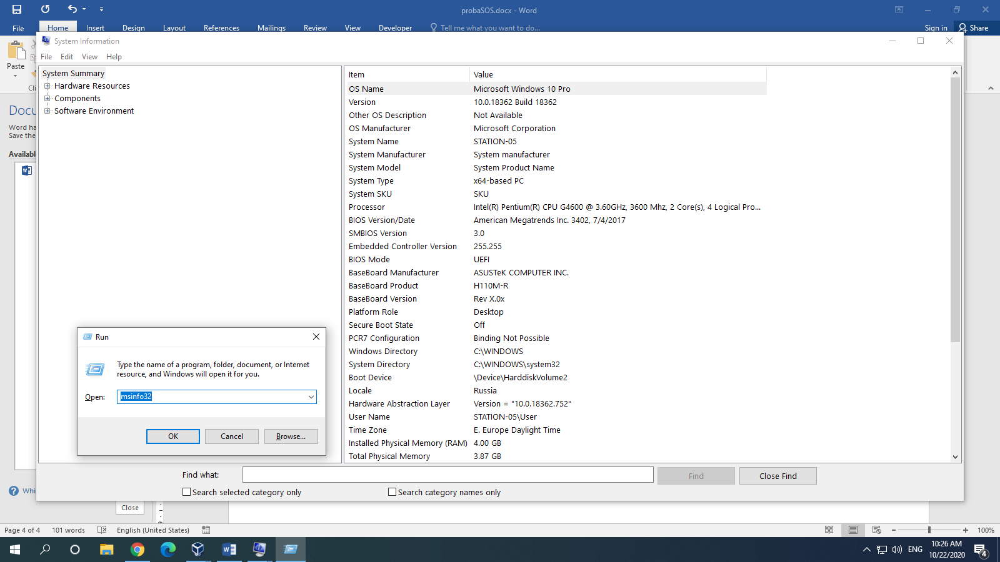 probaSOS.docx - Word
File Home Insert Design Layout References Mailings Review View Developer Tell me what you want to do... Sign in Share
Paste
System Information
File Edit View Help
System Summary
Hardware Resources
Components
Software Environment
Item Value
OS Name Microsoft Windows 10 Pro
Version 10.0.18362 Build 18362
Other OS Description Not Available
OS Manufacturer Microsoft Corporation
System Name STATION-05
System Manufacturer System manufacturer
System Model System Product Name
System Type x64-based PC
System SKU SKU
Processor Intel(R) Pentium(R) CPU G4600 @ 3.60GHz, 3600 Mhz, 2 Core(s), 4 Logical Pro...
BIOS Version/Date American Megatrends Inc. 3402, 7/4/2017
SMBIOS Version 3.0
Embedded Controller Version 255.255
BIOS Mode UEFI
BaseBoard Manufacturer ASUSTeK COMPUTER INC.
BaseBoard Product H110M-R
BaseBoard Version Rev X.0x
Platform Role Desktop
Secure Boot State Off
PCR7 Configuration Binding Not Possible
Windows Directory C:\WINDOWS
System Directory C:\WINDOWS\system32
Boot Device \Device\HarddiskVolume2
Locale Russia
Hardware Abstraction Layer Version = "10.0.18362.752"
User Name STATION-05\User
Time Zone E. Europe Daylight Time
Installed Physical Memory (RAM) 4.00 GB
Total Physical Memory 3.87 GB
Find what: Find Close Find
Search selected category only Search category names only
Cli
Docu
Word ha
Save the
Availabl
Whi
Close
Run
Type the name of a program, folder, document, or Internet
resource, and Windows will open it for you.
Open: msinfo32
OK Cancel Browse...
Page 4 of 4 101 words English (United States) 100%
ENG 10:26 AM
10/22/2020 4